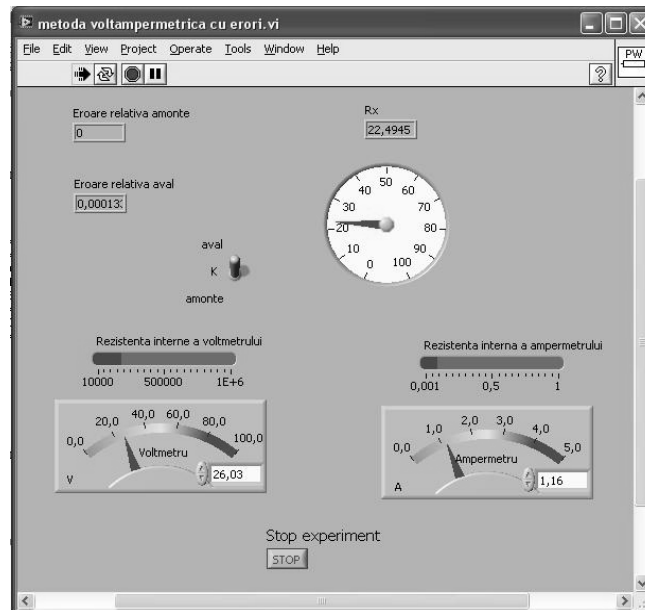 metoda voltampermetrica cu erori.vi
File Edit View Project Operate Tools Window Help
PW
?
Eroare relativa amonte
0
Rx
22,4945
Eroare relativa aval
0,00013
0 10 20 30 40 50 60 70 80 90 100
aval
K
amonte
Rezistenta interne a voltmetrului
10000 500000 1E+6
Rezistenta interna a ampermetrului
0,001 0,5 1
0,0 20,0 40,0 60,0 80,0 100,0
Voltmetru
V
26,03
0,0 1,0 2,0 3,0 4,0 5,0
Ampermetru
A
1,16
Stop experiment
STOP